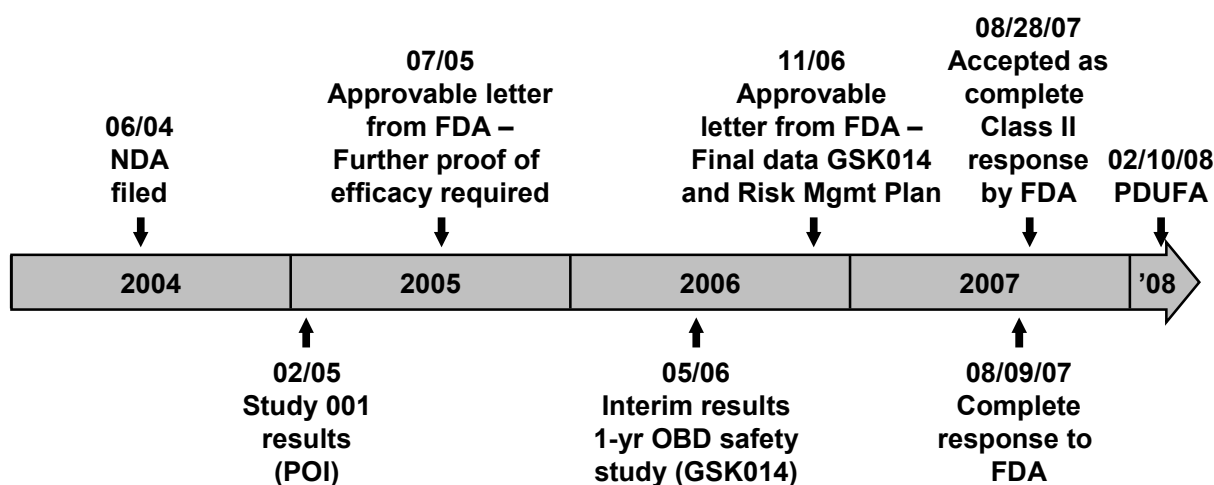 06/04
NDA
filed
07/05
Approvable letter
from FDA –
Further proof of
efficacy required
11/06
Approvable
letter from FDA –
Final data GSK014
and Risk Mgmt Plan
08/28/07
Accepted as
complete
Class II
response
by FDA
02/10/08
PDUFA
2004
2005
2006
2007
’08
02/05
Study 001
results
(POI)
05/06
Interim results
1-yr OBD safety
study (GSK014)
08/09/07
Complete
response to
FDA